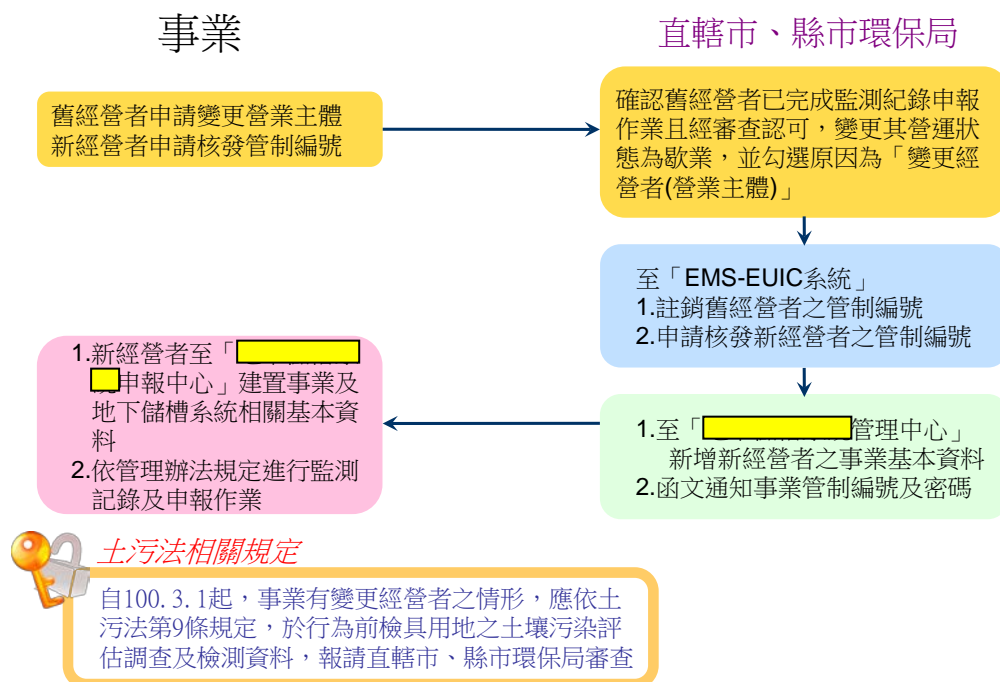 事業
直轄市、縣市環保局
舊經營者申請變更營業主體
新經營者申請核發管制編號
確認舊經營者已完成監測紀錄申報
作業且經審查認可，變更其營運狀
態為歇業，並勾選原因為「變更經
營者(營業主體)」
至「EMS-EUIC系統」
1.註銷舊經營者之管制編號
2.申請核發新經營者之管制編號
1.至「管理中心」
新增新經營者之事業基本資料
2.函文通知事業管制編號及密碼
1.新經營者至「
申報中心」建置事業及
地下儲槽系統相關基本資
料
2.依管理辦法規定進行監測
記錄及申報作業
土污法相關規定
自100.3.1起，事業有變更經營者之情形，應依土
污法第9條規定，於行為前檢具用地之土壤污染評
估調查及檢測資料，報請直轄市、縣市環保局審查